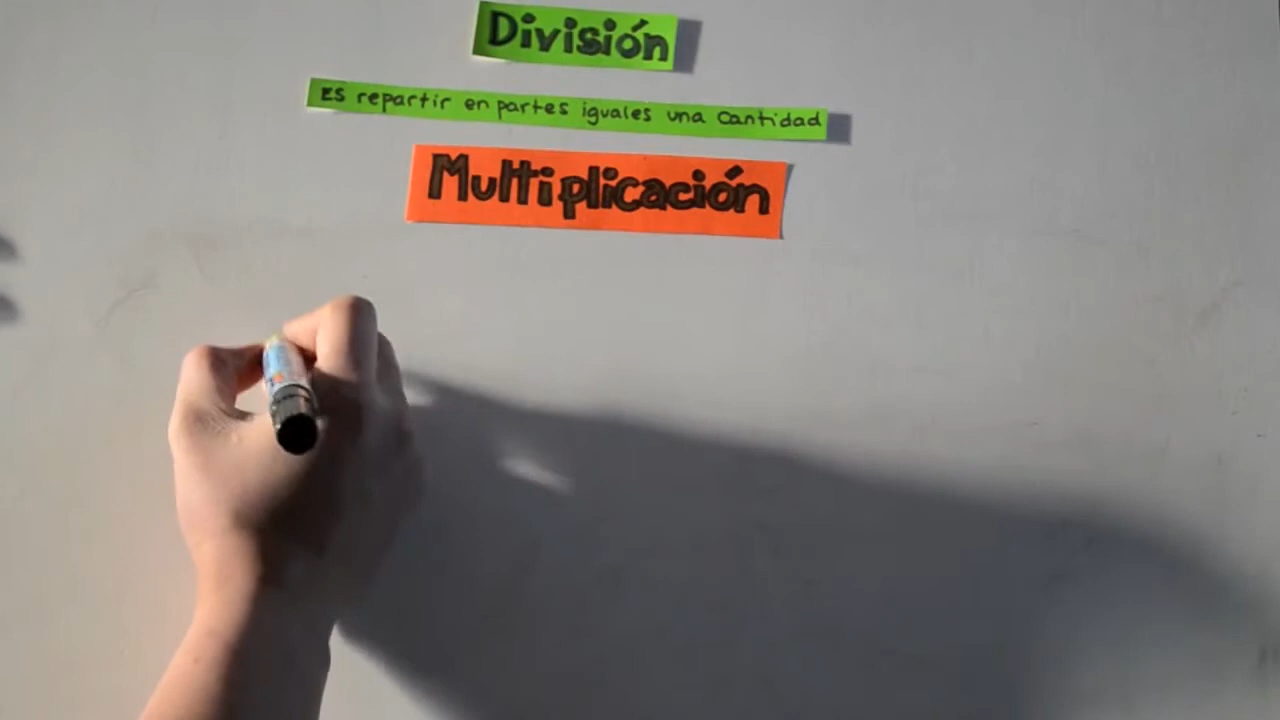 División
Es repartir en partes iguales una cantidad
Multiplicación